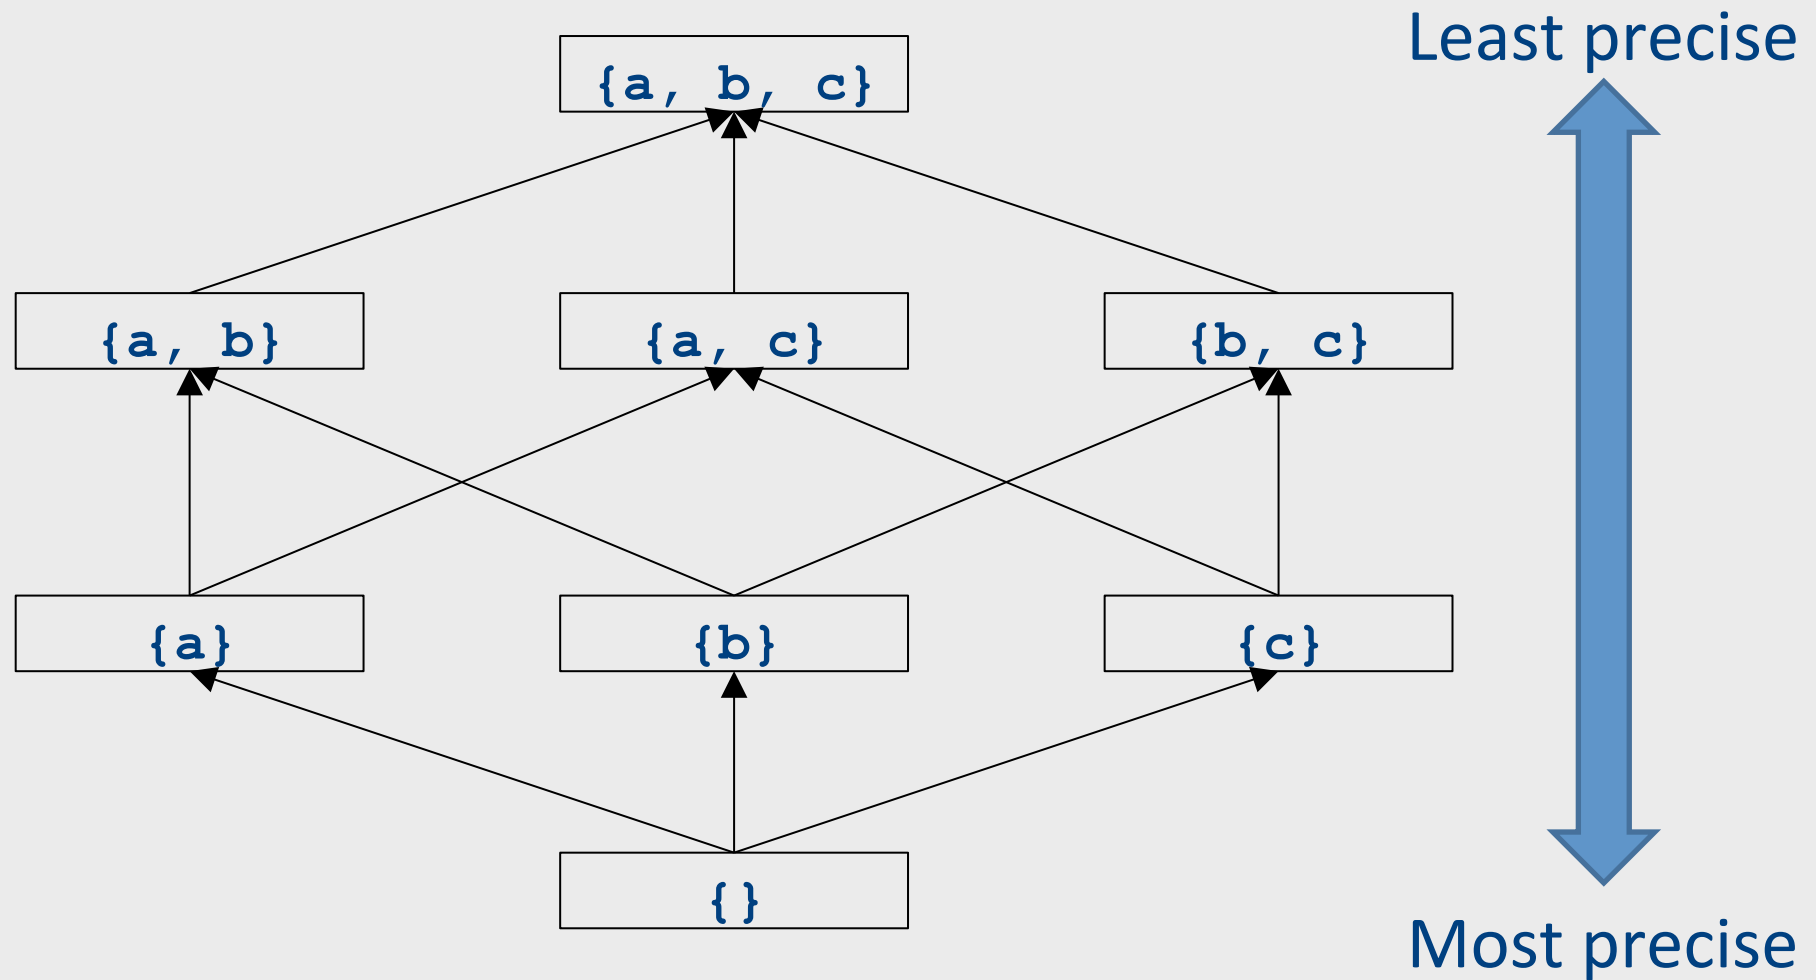 Least precise
{a, b, c}
{a, b}
{a, c}
{b, c}
{a}
{b}
{c}
{}
Most precise